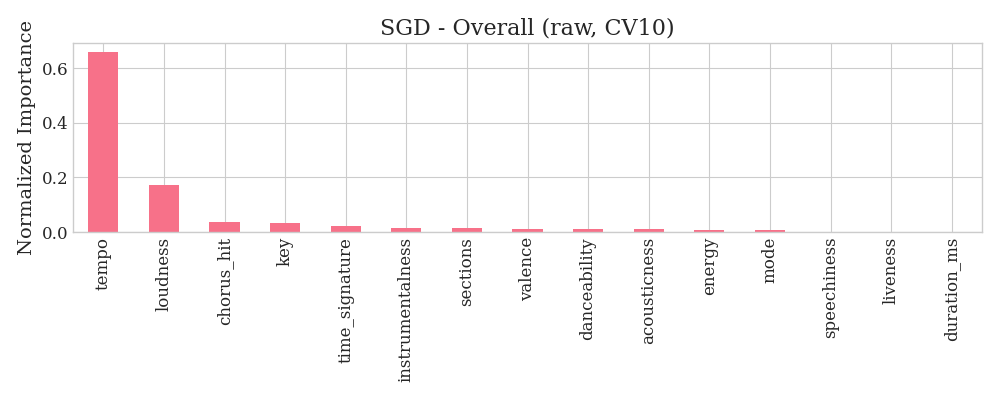 SGD - Overall (raw, CV10)
Normalized Importance
0.6
0.4
0.2
0.0
tempo
loudness
chorus_hit
key
time_signature
instrumentalness
sections
valence
danceability
acousticness
energy
mode
speechiness
liveness
duration_ms